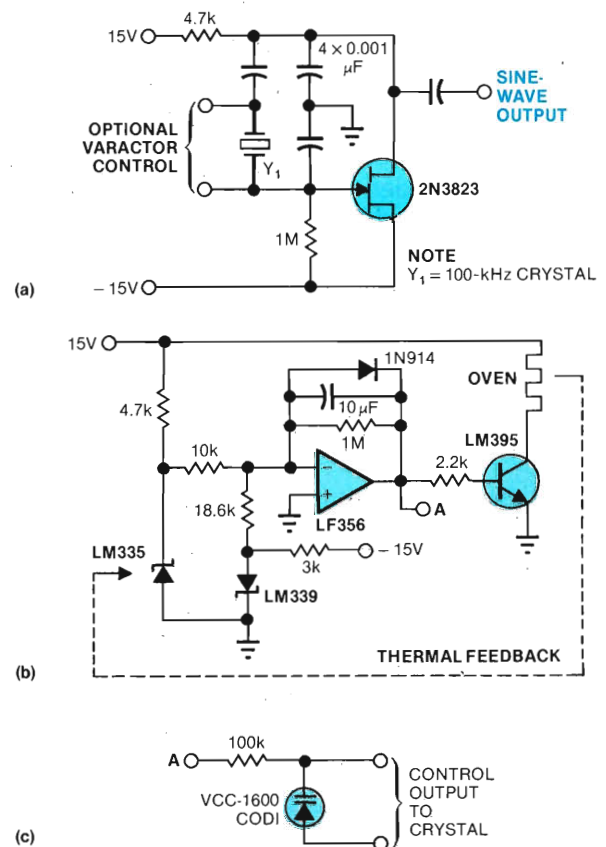 4.7k
15V
4 × 0.001
µF
SINE-
WAVE
OUTPUT
OPTIONAL
VARACTOR
CONTROL
Y1
2N3823
1M
NOTE
Y1 = 100-kHz CRYSTAL
(a)
– 15V
15V
1N914
OVEN
4.7k
10 µF
1M
LM395
10k
2.2k
–
+
A
18.6k
LF356
LM335
– 15V
3k
LM339
THERMAL FEEDBACK
(b)
A
100k
VCC-1600
CODI
CONTROL
OUTPUT
TO
CRYSTAL
(c)